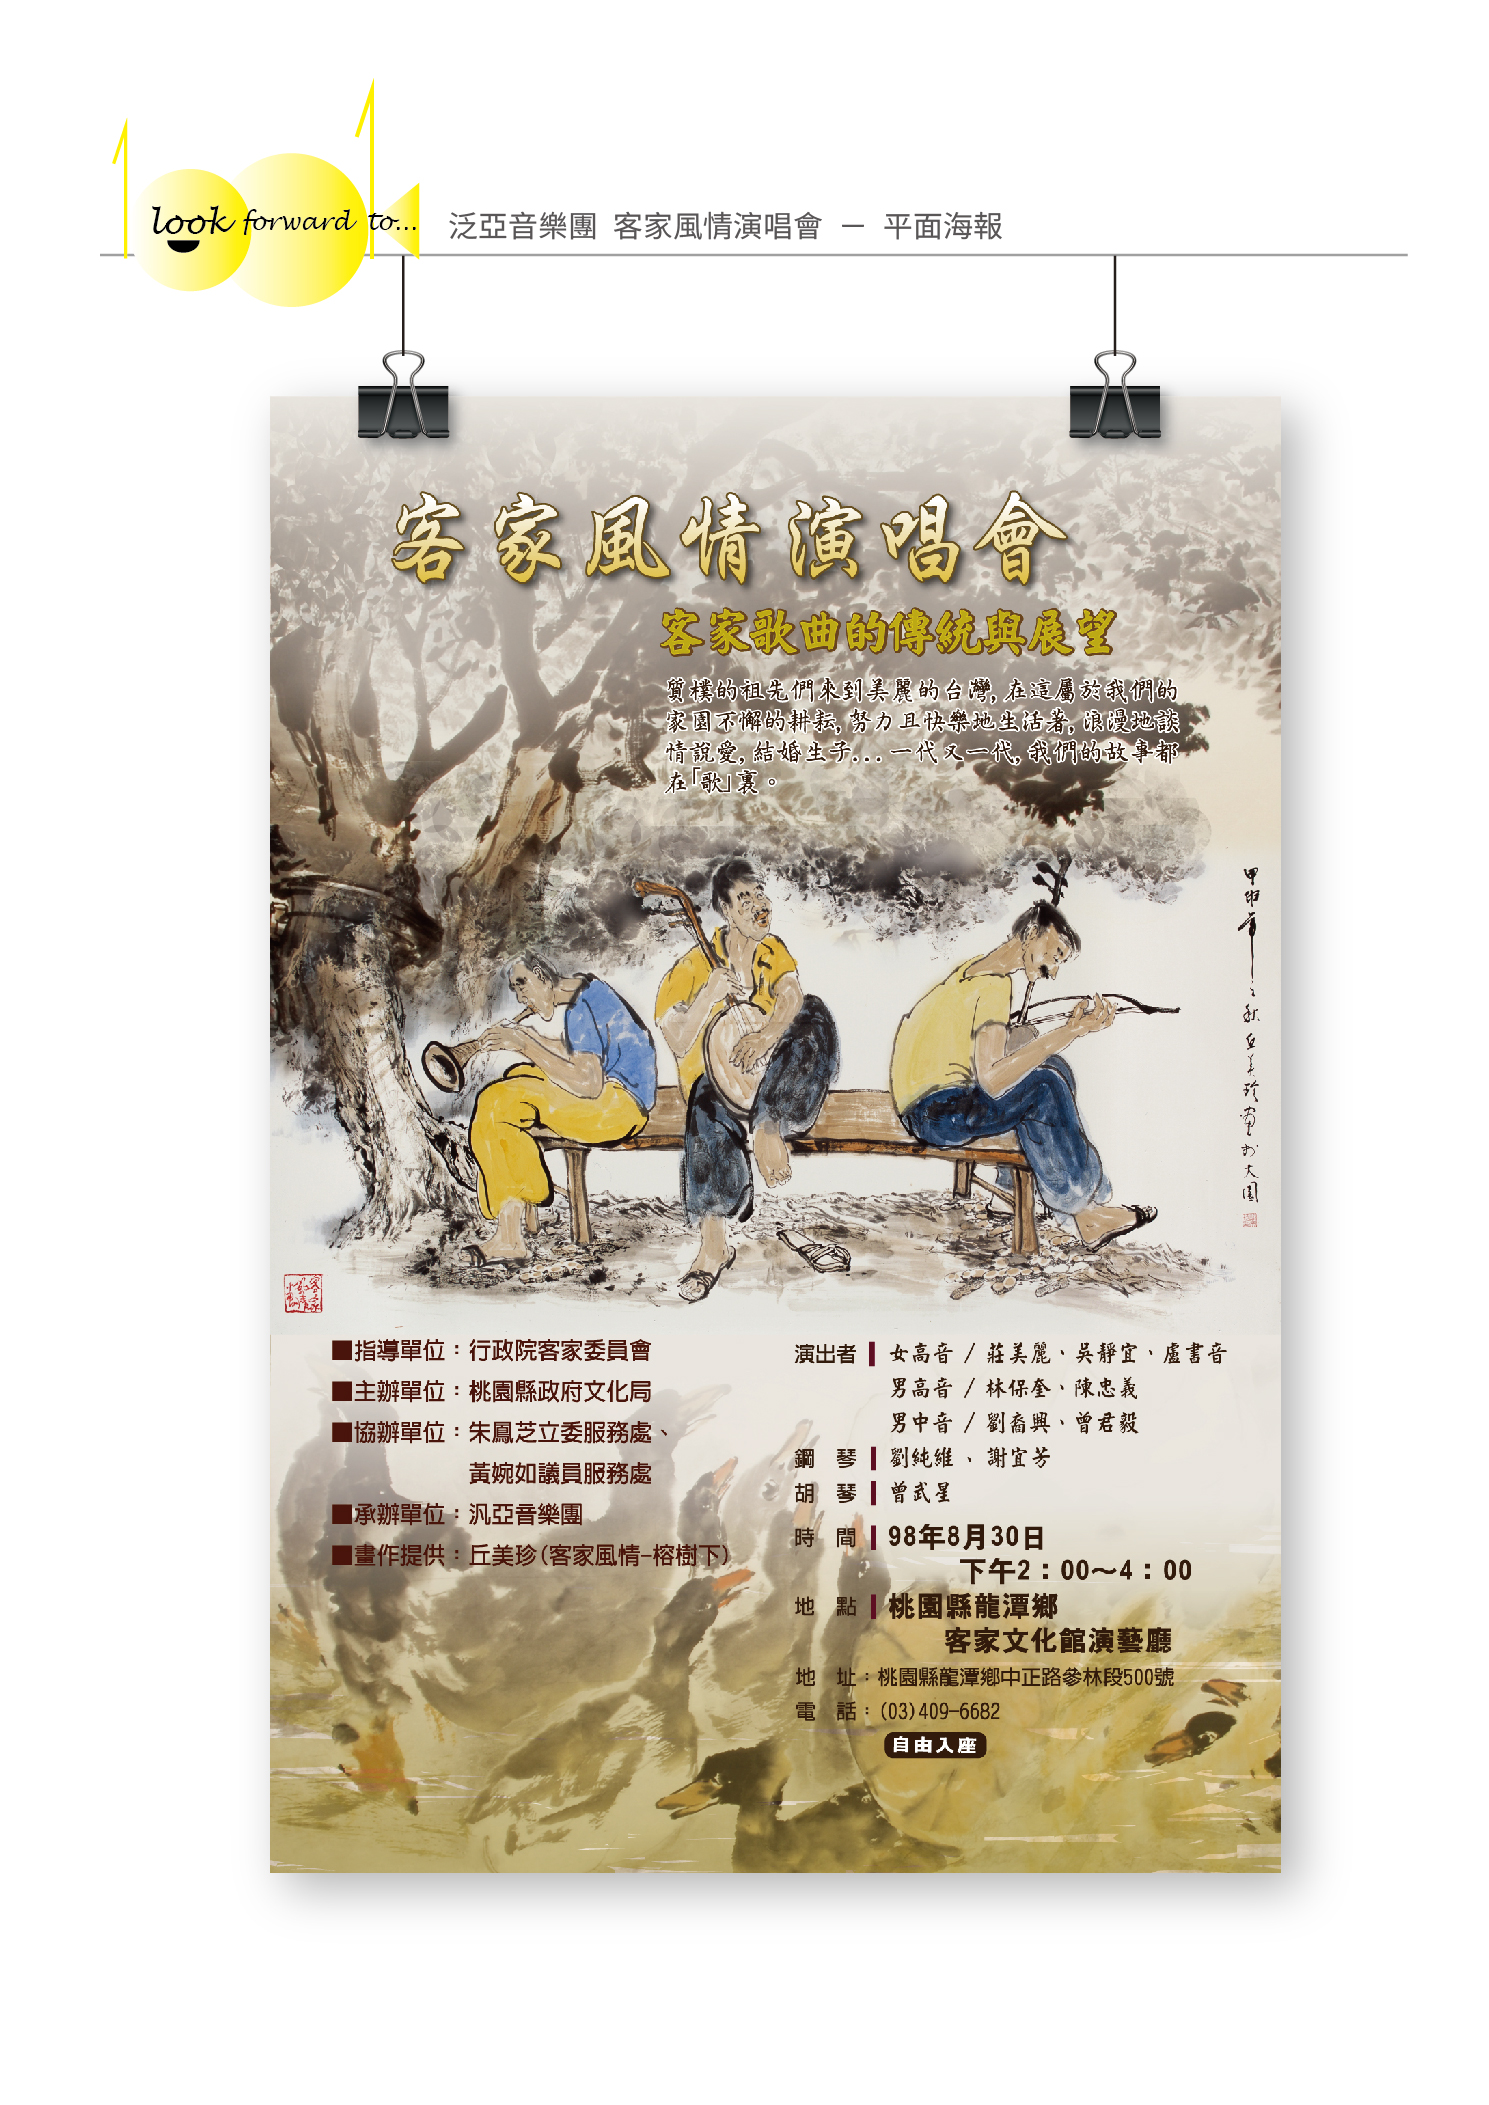 look forward to...
泛亞音樂團 客家風情演唱會 － 平面海報
客家風情演唱會
客家歌曲的傳統與展望
質樸的祖先們來到美麗的台灣,在這屬於我們的
家園不懈的耕耘,努力且快樂地生活著,浪漫地談
情說愛,結婚生子...一代又一代,我們的故事都
在「歌」裏。
甲申年之秋丘美珍畫於大園
■指導單位：行政院客家委員會
■主辦單位：桃園縣政府文化局
■協辦單位：朱鳳芝立委服務處、
黃婉如議員服務處
■承辦單位：汎亞音樂團
■畫作提供：丘美珍(客家風情-榕樹下)
演出者 女高音 / 莊美麗、吳靜宜、盧書音
男高音 / 林保奎、陳忠義
男中音 / 劉裔興、曾君毅
鋼 琴 劉純維、謝宜芳
胡 琴 曾武星
時 間 98年8月30日
下午2：00～4：00
地 點 桃園縣龍潭鄉
客家文化館演藝廳
地 址：桃園縣龍潭鄉中正路參林段500號
電 話：(03)409-6682
自由入座